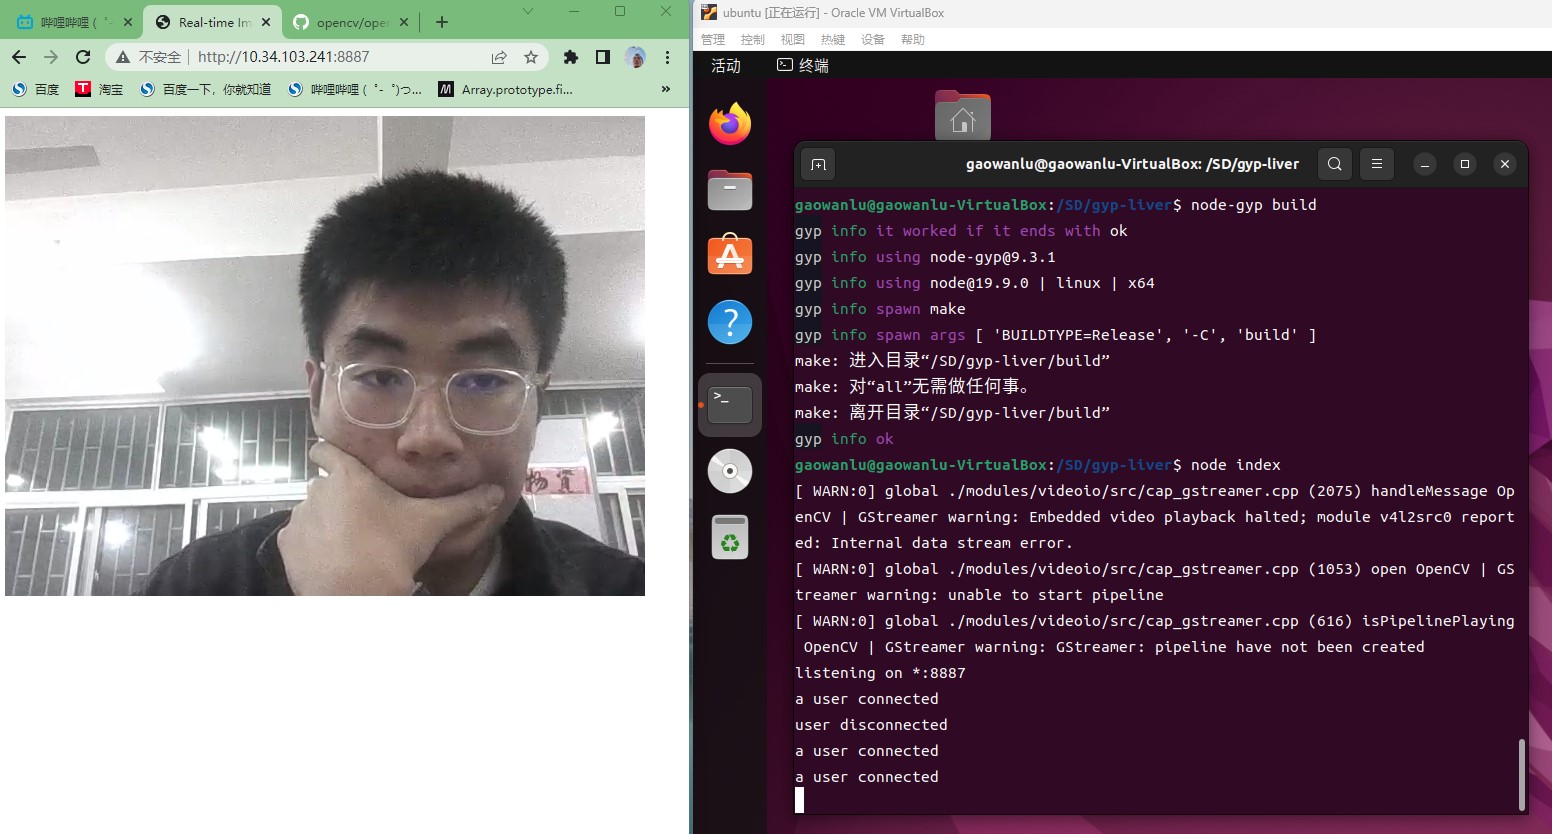 哔哩哔哩 ( ゜-
Real-time Im
opencv/ope
不安全
http://10.34.103.241:8887
百度
淘宝
百度一下，你就知道
哔哩哔哩 ( ゜- ゜)つ...
Array.prototype.fi...
ubuntu [正在运行] - Oracle VM VirtualBox
管理 控制 视图 热键 设备 帮助
活动 终端
gaowanlu@gaowanlu-VirtualBox: /SD/gyp-liver
gaowanlu@gaowanlu-VirtualBox:/SD/gyp-liver$ node-gyp build
gyp info it worked if it ends with ok
gyp info using node-gyp@9.3.1
gyp info using node@19.9.0 | linux | x64
gyp info spawn make
gyp info spawn args [ 'BUILDTYPE=Release', '-C', 'build' ]
make: 进入目录“/SD/gyp-liver/build”
make: 对“all”无需做任何事。
make: 离开目录“/SD/gyp-liver/build”
gyp info ok
gaowanlu@gaowanlu-VirtualBox:/SD/gyp-liver$ node index
[ WARN:0] global ./modules/videoio/src/cap_gstreamer.cpp (2075) handleMessage Op
enCV | GStreamer warning: Embedded video playback halted; module v4l2src0 report
ed: Internal data stream error.
[ WARN:0] global ./modules/videoio/src/cap_gstreamer.cpp (1053) open OpenCV | GS
treamer warning: unable to start pipeline
[ WARN:0] global ./modules/videoio/src/cap_gstreamer.cpp (616) isPipelinePlaying
 OpenCV | GStreamer warning: GStreamer: pipeline have not been created
listening on *:8887
a user connected
user disconnected
a user connected
a user connected